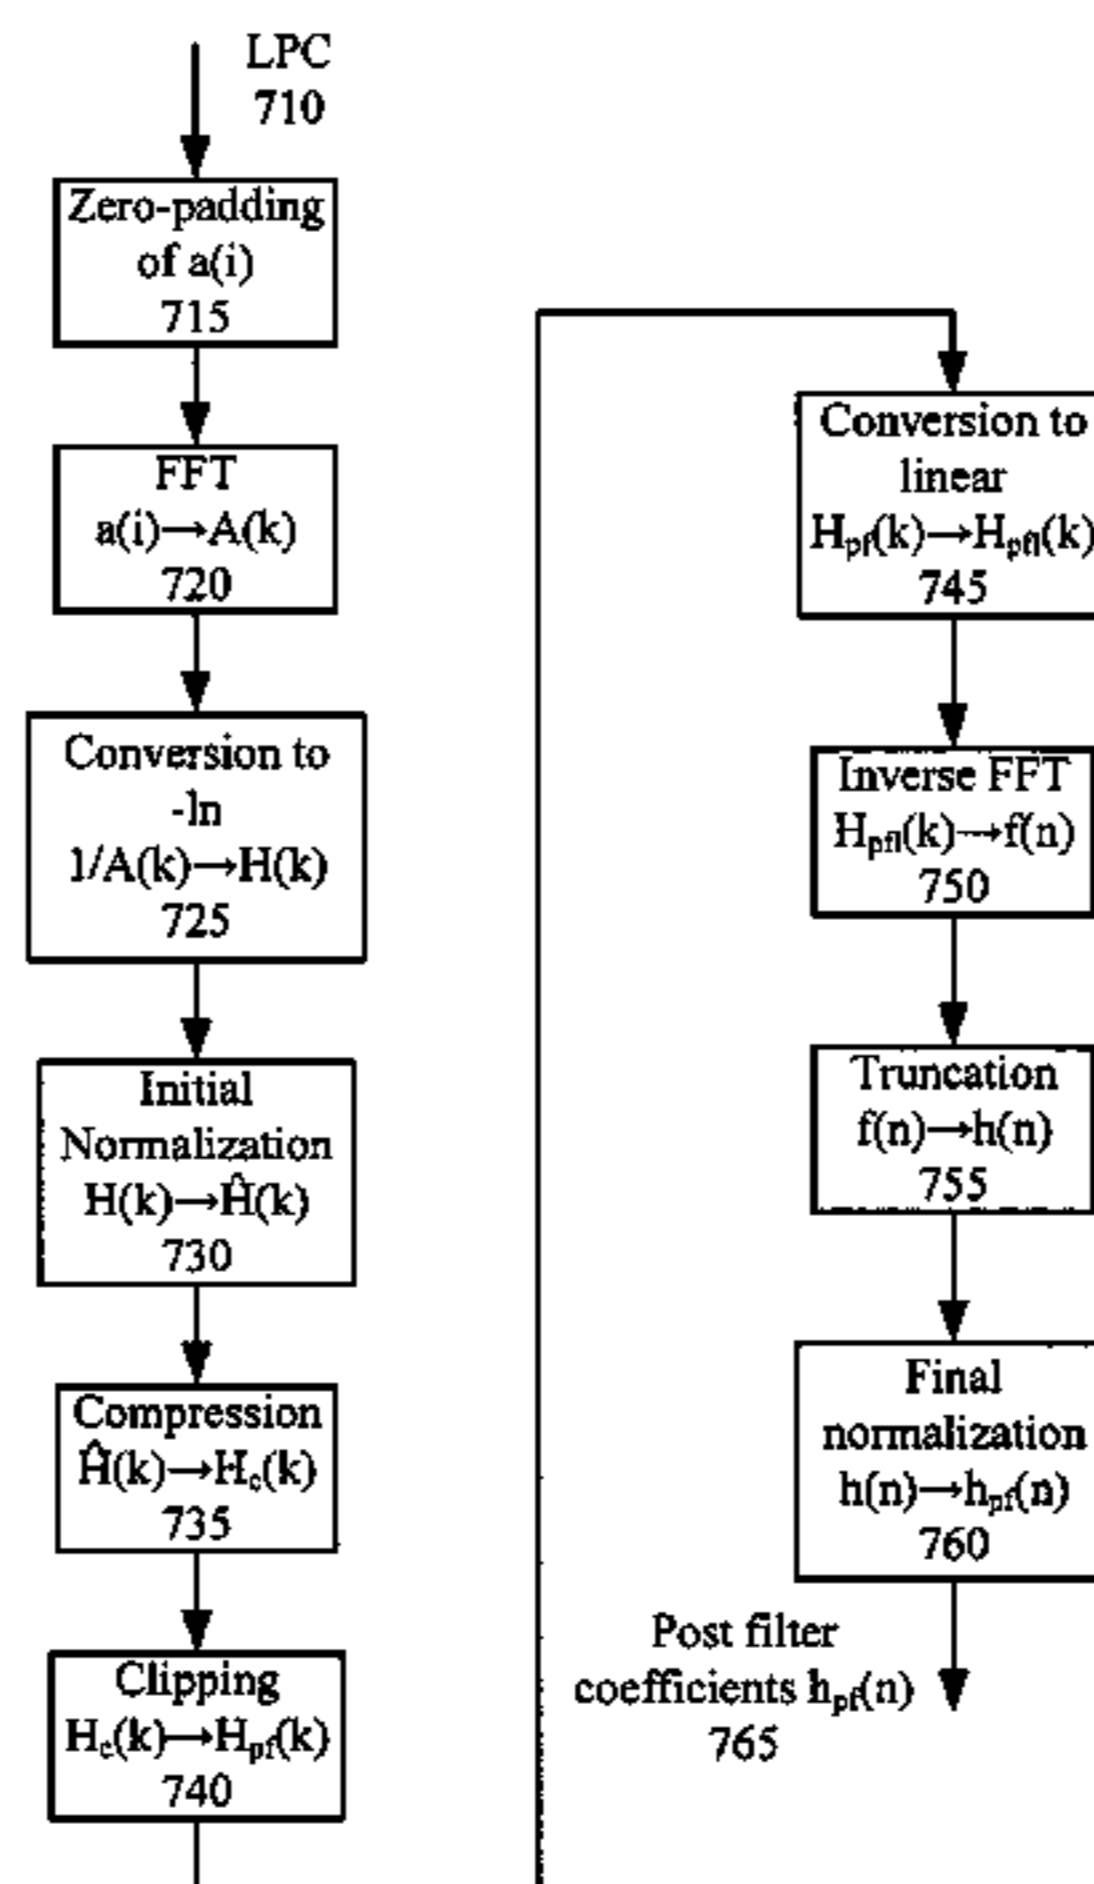 LPC
710
Zero-padding
of a(i)
715
FFT
a(i)→A(k)
720
Conversion to
-ln
1/A(k)→H(k)
725
Initial
Normalization
H(k)→Ĥ(k)
730
Compression
Ĥ(k)→Hc(k)
735
Clipping
Hc(k)→Hpf(k)
740
Conversion to
linear
Hpf(k)→Hpfl(k)
745
Inverse FFT
Hpfl(k)→f(n)
750
Truncation
f(n)→h(n)
755
Final
normalization
h(n)→hpf(n)
760
Post filter
coefficients hpf(n)
765